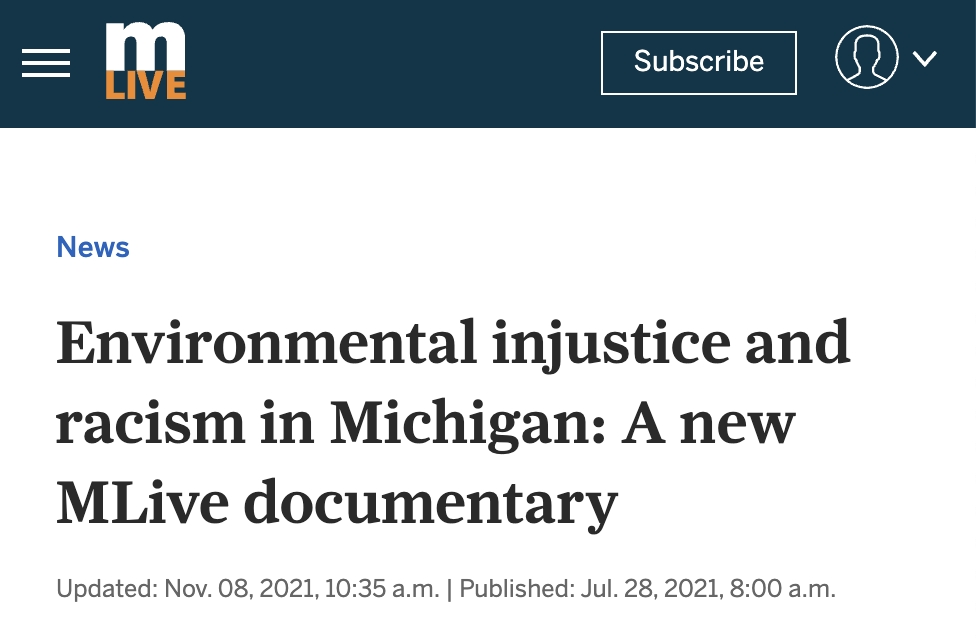 m
LIVE
Subscribe
News
Environmental injustice and
racism in Michigan: A new
MLive documentary
Updated: Nov. 08, 2021, 10:35 a.m. | Published: Jul. 28, 2021, 8:00 a.m.